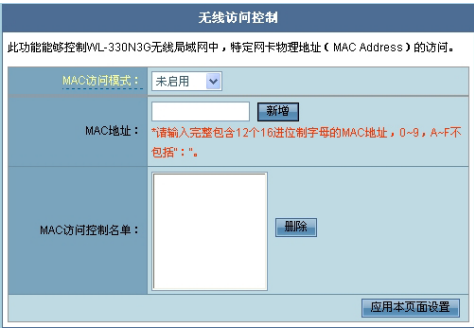 无线访问控制
此功能能够控制WL-330N3G无线局域网中，特定网卡物理地址（MAC Address）的访问。
MAC访问模式： 未启用
新增
MAC地址： *请输入完整包含12个16进位制字母的MAC地址，0~9，A~F不
包括"："。
MAC访问控制名单： 删除
应用本页面设置